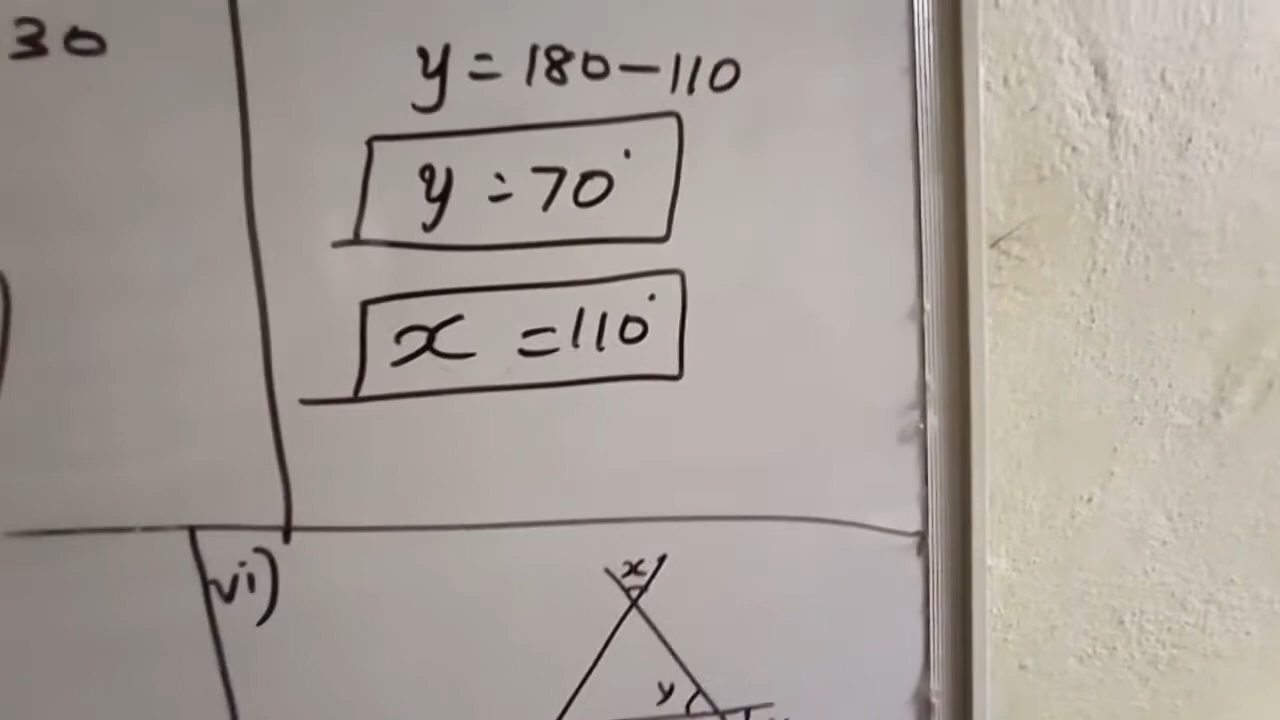 30
y = 180 - 110
y = 70°
x = 110°
vi)
x
y